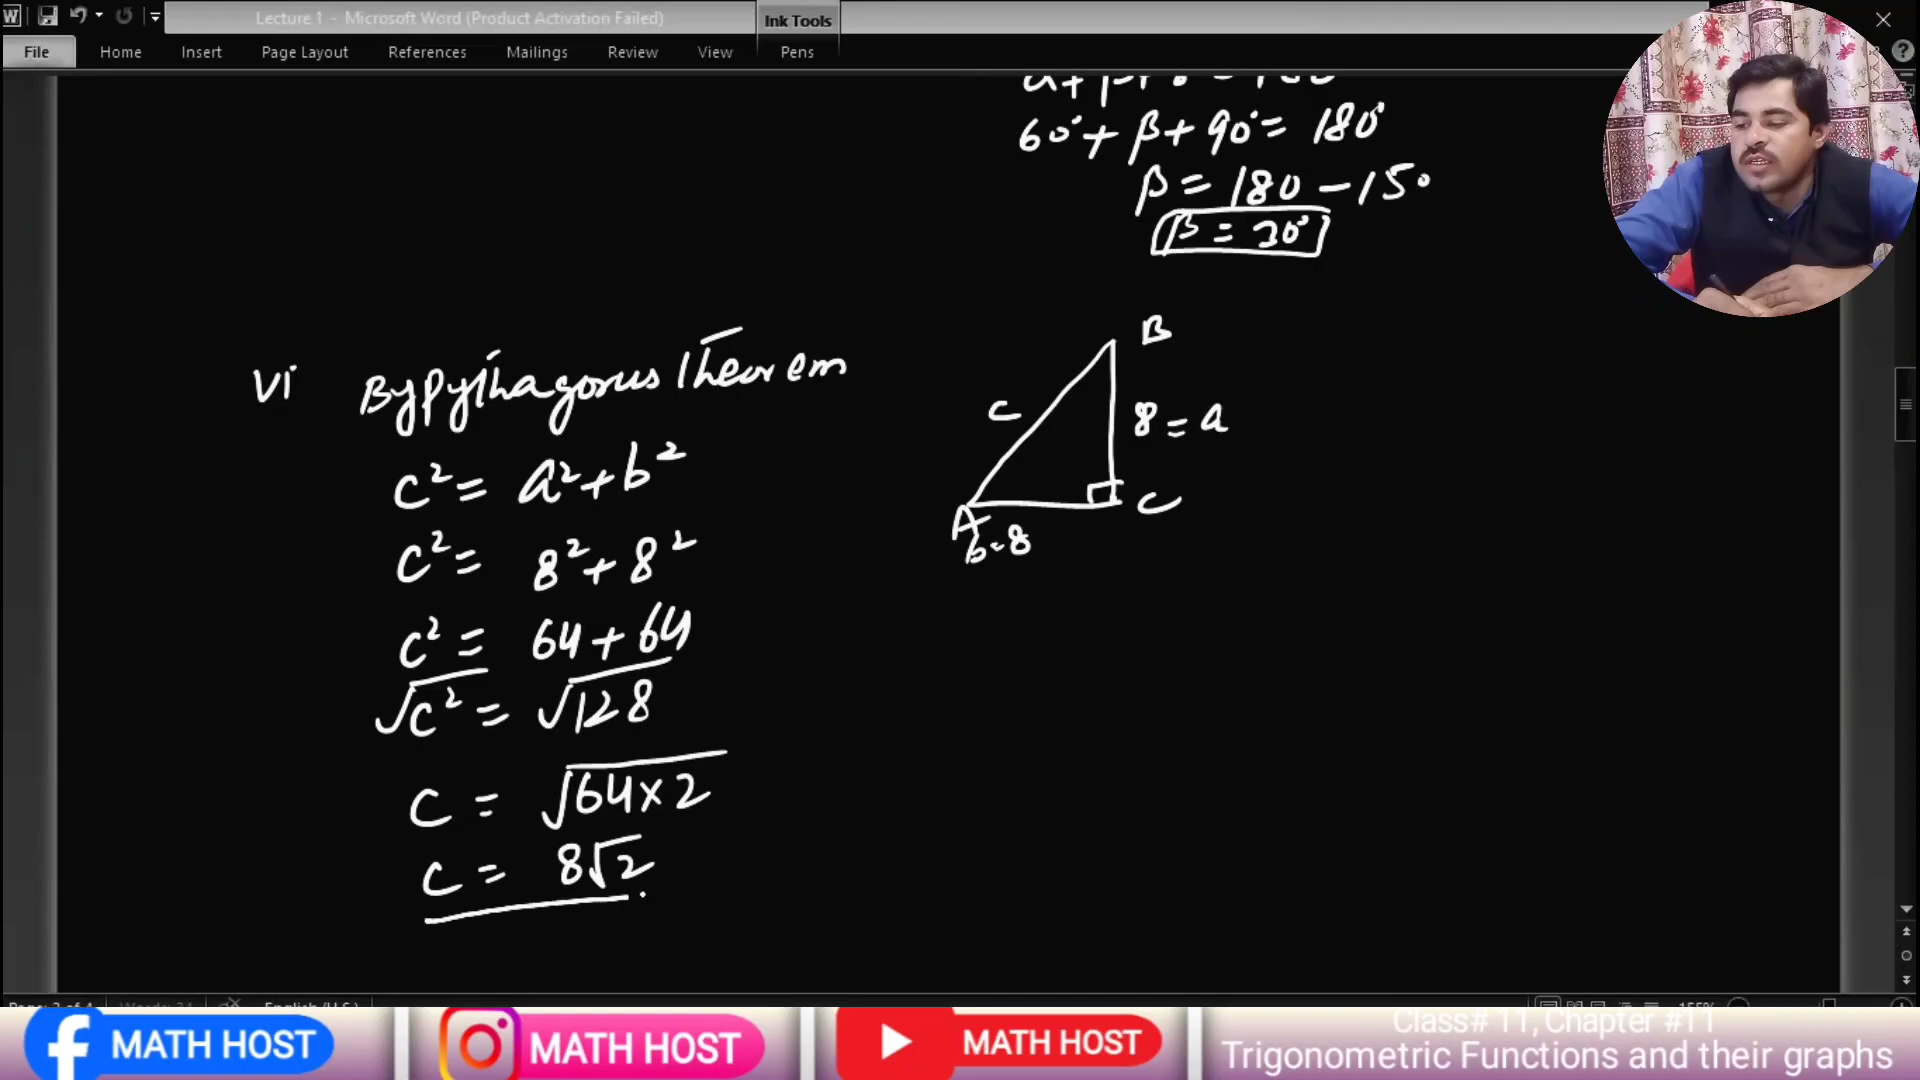 Lecture 1 - Microsoft Word (Product Activation Failed)
Ink Tools
File Home Insert Page Layout References Mailings Review View Pens
60° + β + 90° = 180°
β = 180 - 150
β = 30°
VI By Pythagorus Theorem
c² = a² + b²
c² = 8² + 8²
c² = 64 + 64
√c² = √128
c = √64×2
c = 8√2
B
c
8 = a
A
C
b = 8
English (U.S.)
155%
MATH HOST
MATH HOST
MATH HOST
Class# 11, Chapter #11
Trigonometric Functions and their graphs